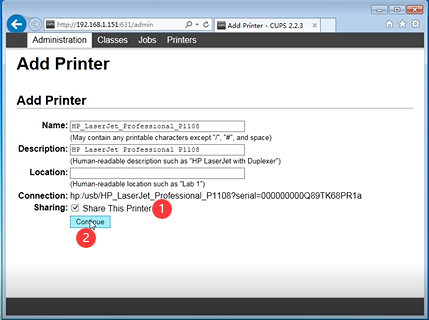 http://192.168.1.151:631/admin
Add Printer - CUPS 2.2.3
Administration Classes Jobs Printers
Add Printer
Add Printer
Name: HP_LaserJet_Professional_P1108
(May contain any printable characters except "/", "#", and space)
Description: HP LaserJet Professional P1108
(Human-readable description such as "HP LaserJet with Duplexer")
Location:
(Human-readable location such as "Lab 1")
Connection: hp:/usb/HP_LaserJet_Professional_P1108?serial=000000000Q89TK68PR1a
Sharing: Share This Printer 1
Continue
2